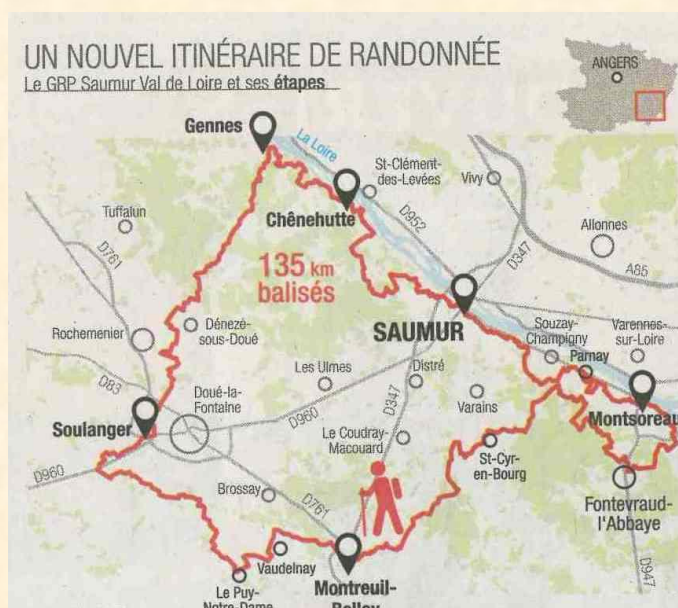 UN NOUVEL ITINÉRAIRE DE RANDONNÉE
Le GRP Saumur Val de Loire et ses étapes
ANGERS
Gennes
La Loire
St-Clément-
des-Levées
Vivy
Chênehutte
D952
Tuffalun
Allonnes
D761
D347
A85
135 km
balisés
SAUMUR
Rochemenier
Dénezé-
sous-Doué
Souzay-
Champigny
Varennes-
sur-Loire
Parnay
Les Ulmes
Distré
D83
Doué-la-
Fontaine
D347
Varains
Montsoreau
Soulanger
D960
Le Coudray-
Macouard
St-Cyr-
en-Bourg
D960
Brossay
D761
Fontevraud-
l'Abbaye
Vaudelnay
D947
Le Puy-
Notre-Dame
Montreuil-
Bellay